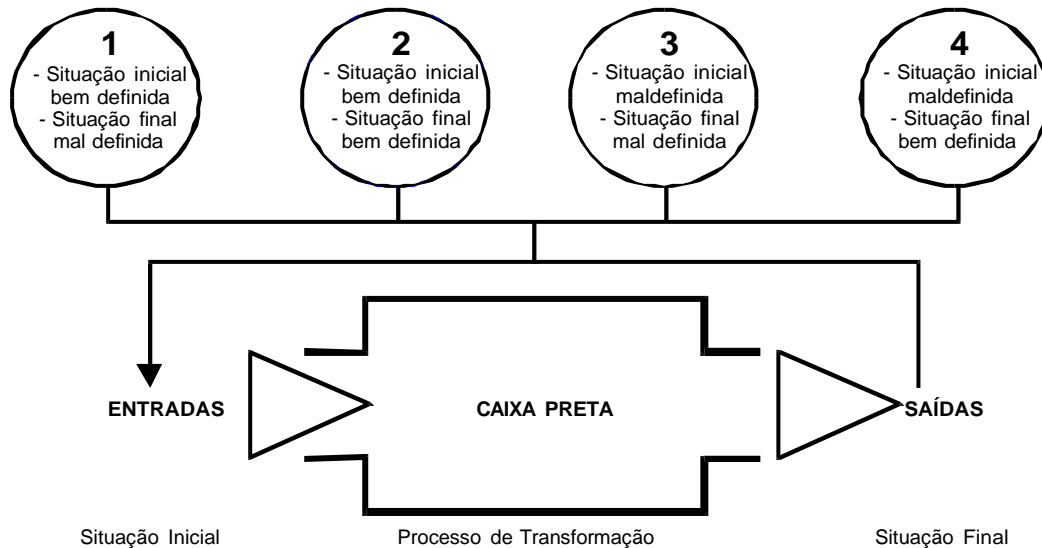 1
- Situação inicial
bem definida
- Situação final
mal definida
2
- Situação inicial
bem definida
- Situação final
bem definida
3
- Situação inicial
maldefinida
- Situação final
mal definida
4
- Situação inicial
maldefinida
- Situação final
bem definida
ENTRADAS
CAIXA PRETA
SAÍDAS
Situação Inicial
Processo de Transformação
Situação Final